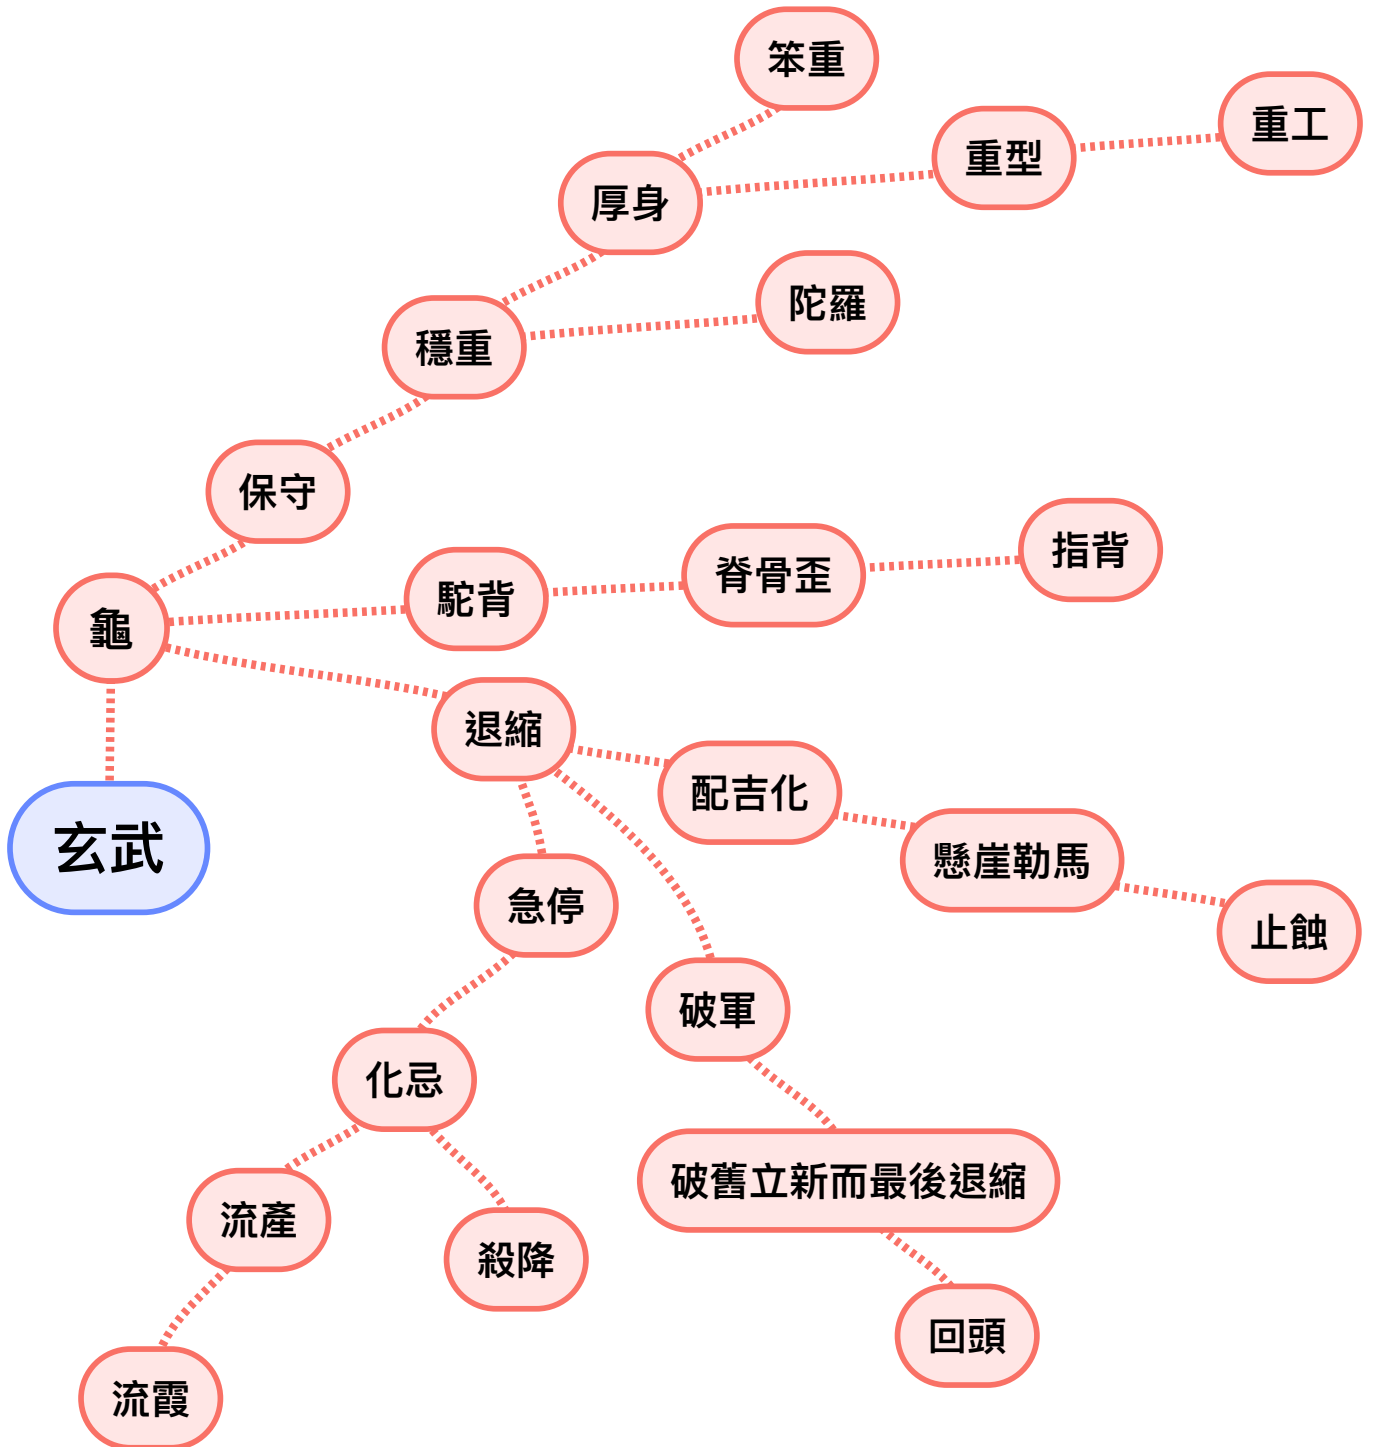 笨重
重工
重型
厚身
陀羅
穩重
保守
指背
脊骨歪
駝背
龜
退縮
配吉化
玄武
懸崖勒馬
急停
止蝕
破軍
化忌
破舊立新而最後退縮
流產
殺降
回頭
流霞